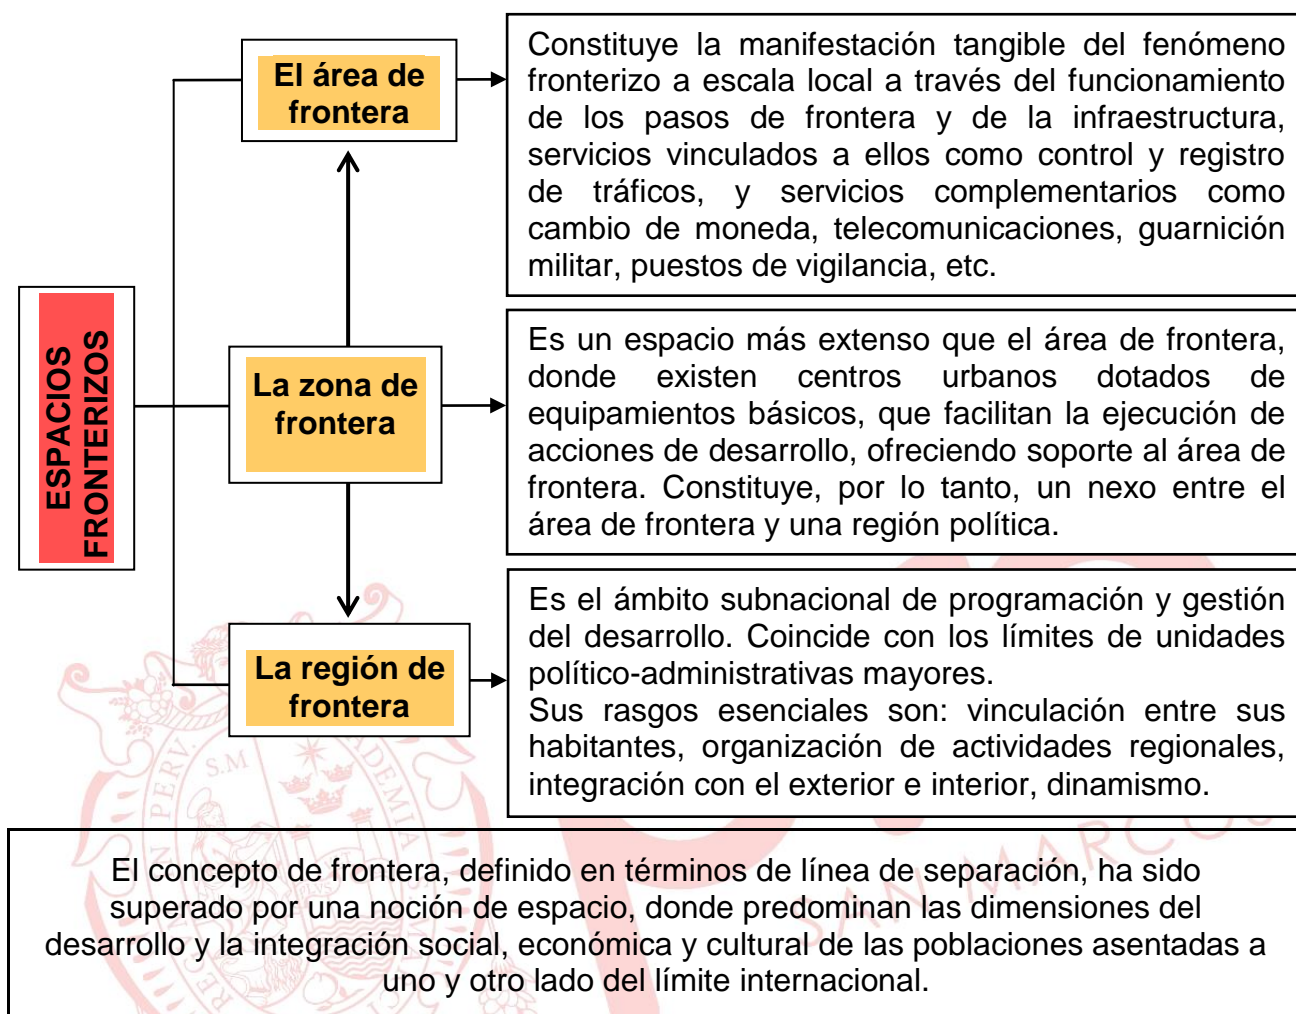 El área de
frontera
Constituye la manifestación tangible del fenómeno
fronterizo a escala local a través del funcionamiento
de los pasos de frontera y de la infraestructura,
servicios vinculados a ellos como control y registro
de tráficos, y servicios complementarios como
cambio de moneda, telecomunicaciones, guarnición
militar, puestos de vigilancia, etc.
ESPACIOS
FRONTERIZOS
La zona de
frontera
Es un espacio más extenso que el área de frontera,
donde existen centros urbanos dotados de
equipamientos básicos, que facilitan la ejecución de
acciones de desarrollo, ofreciendo soporte al área de
frontera. Constituye, por lo tanto, un nexo entre el
área de frontera y una región política.
La región de
frontera
Es el ámbito subnacional de programación y gestión
del desarrollo. Coincide con los límites de unidades
político-administrativas mayores.
Sus rasgos esenciales son: vinculación entre sus
habitantes, organización de actividades regionales,
integración con el exterior e interior, dinamismo.
S.M
SAN MARCOS
El concepto de frontera, definido en términos de línea de separación, ha sido
superado por una noción de espacio, donde predominan las dimensiones del
desarrollo y la integración social, económica y cultural de las poblaciones asentadas a
uno y otro lado del límite internacional.